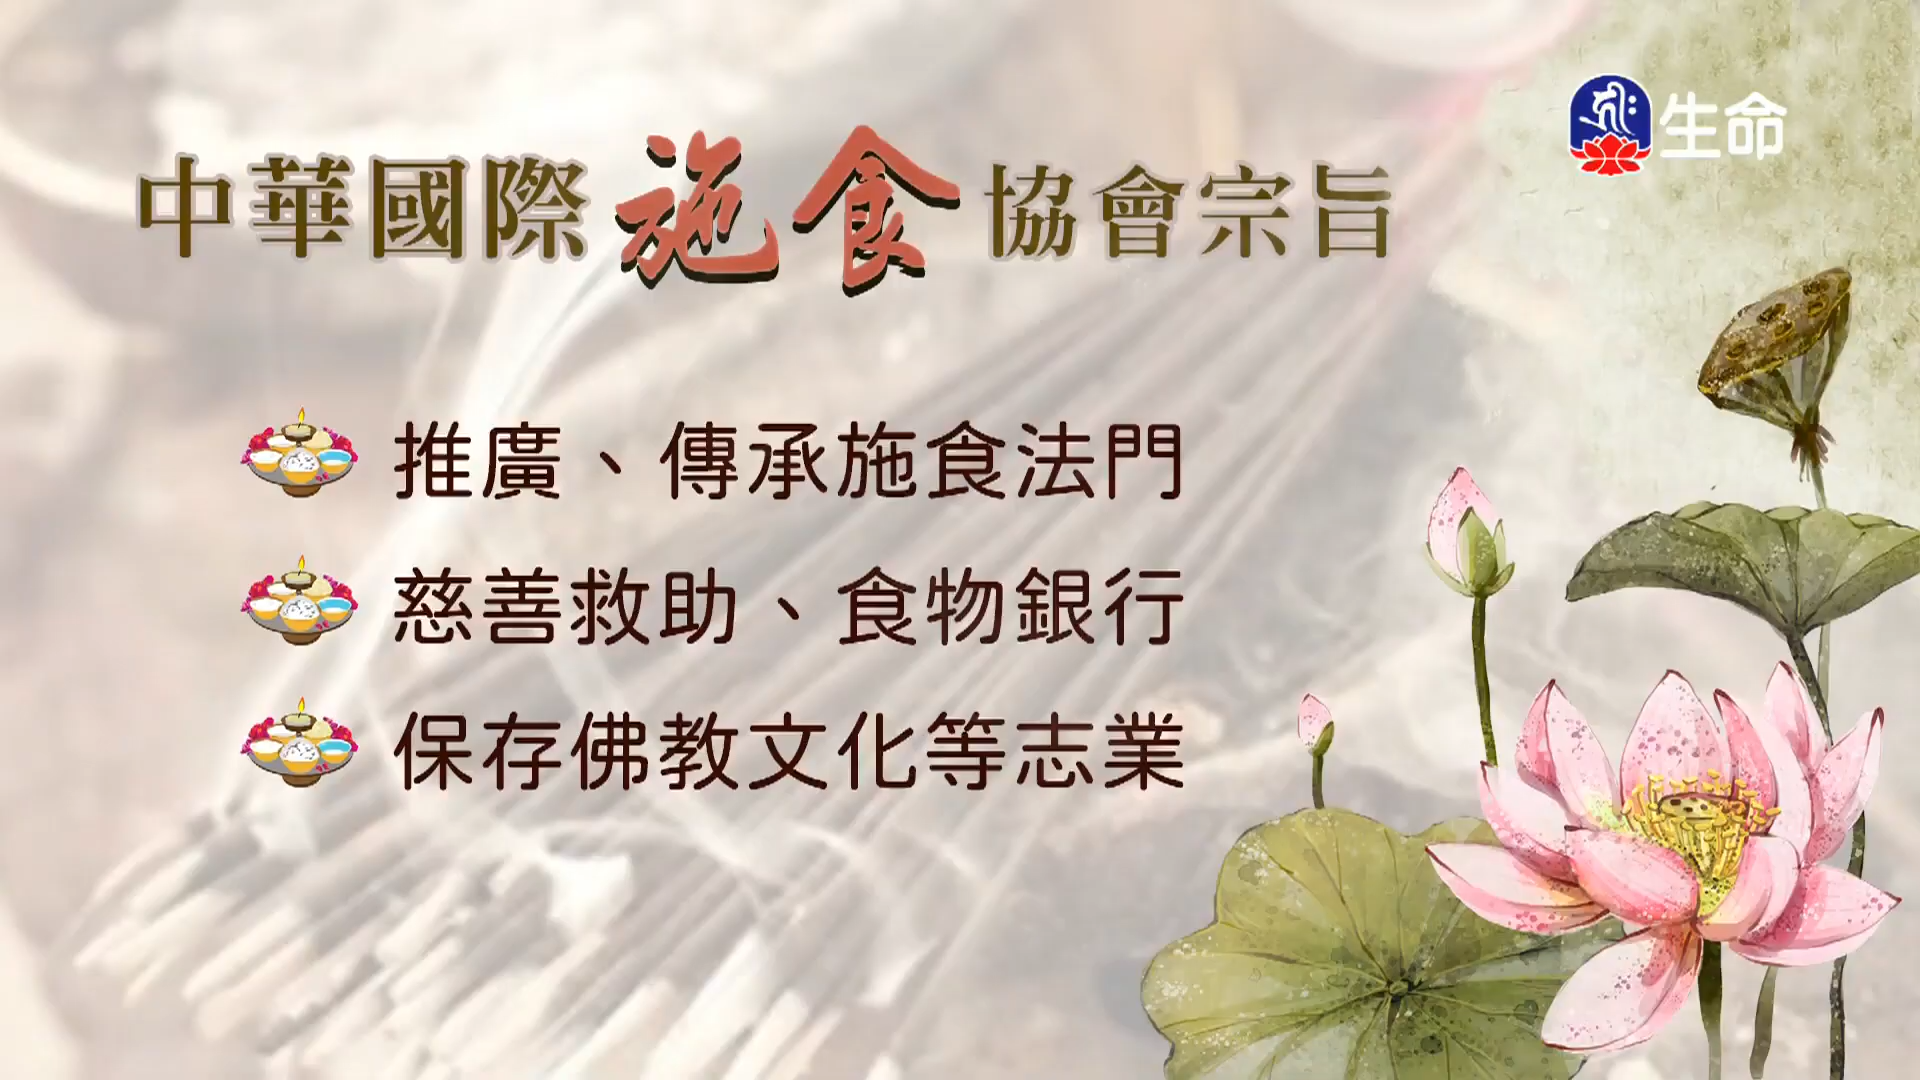 生命
中華國際施食協會宗旨
推廣、傳承施食法門
慈善救助、食物銀行
保存佛教文化等志業